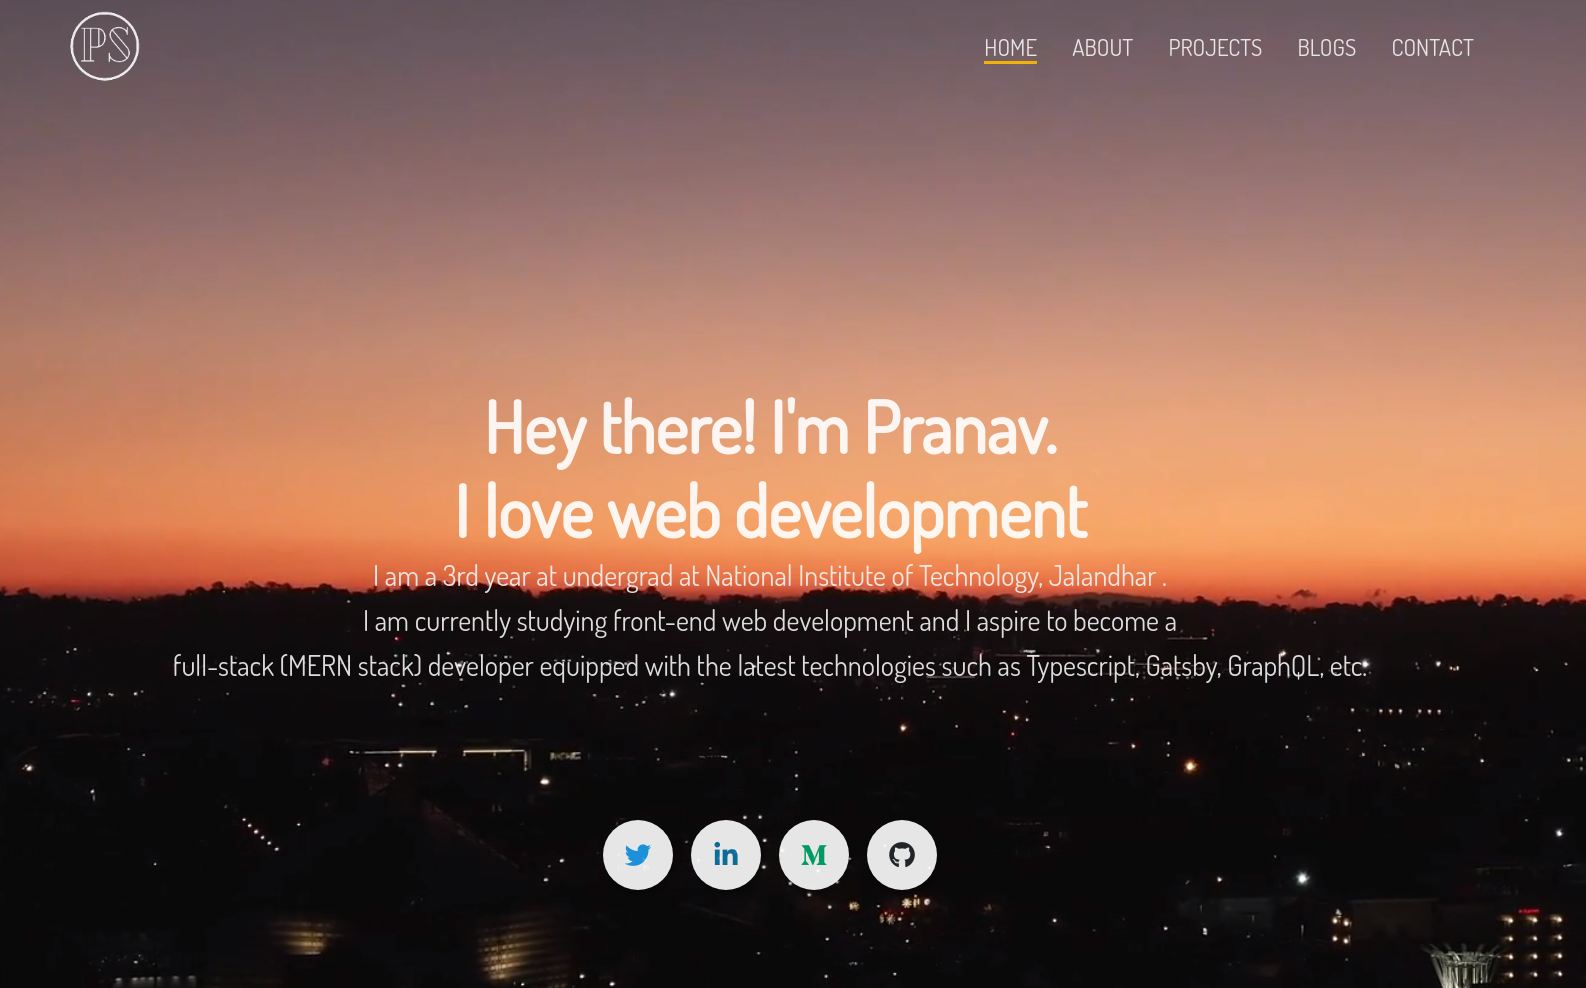 PS
HOME ABOUT PROJECTS BLOGS CONTACT
Hey there! I'm Pranav.
I love web development
I am a 3rd year at undergrad at National Institute of Technology, Jalandhar .
I am currently studying front-end web development and I aspire to become a
full-stack (MERN stack) developer equipped with the latest technologies such as Typescript, Gatsby, GraphQL, etc.
in M